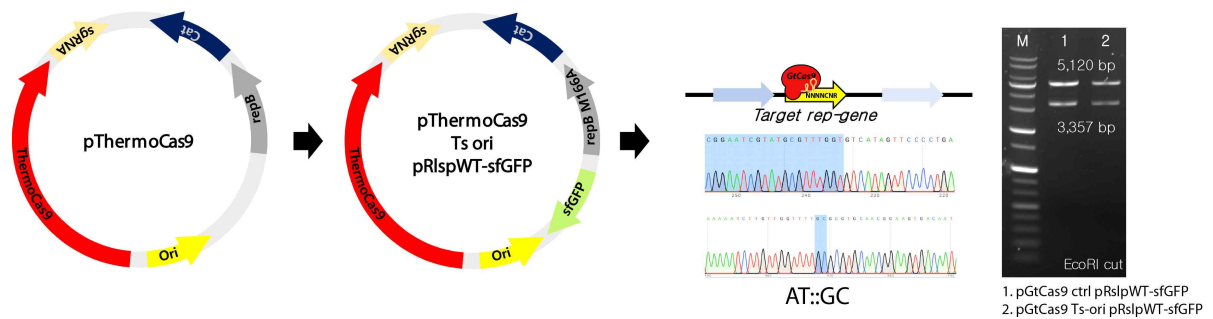 sgRNA
Cat
repB
ThermoCas9
Ori
pThermoCas9
sgRNA
Cat
repB M166A
sfGFP
ThermoCas9
Ori
pThermoCas9
Ts ori
pRlspWT-sfGFP
GtCas9
NNNNCNR
Target rep-gene
CGGAATCGTATGCGTTTGGTGTCATAGTTCCCCTGA
AT::GC
M 1 2
5,120 bp
3,357 bp
EcoRI cut
1. pGtCas9 ctrl pRslpWT-sfGFP
2. pGtCas9 Ts-ori pRslpWT-sfGFP